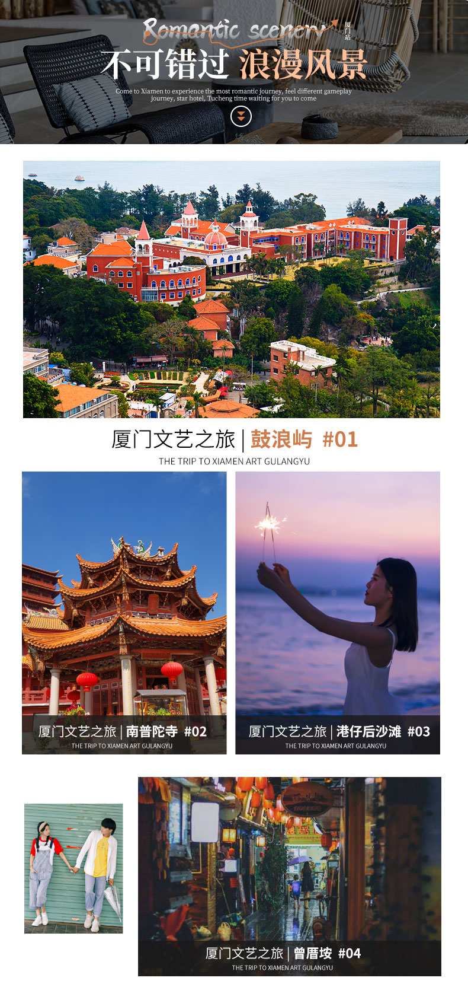 Romantic scenery
厦门站
不可错过 浪漫风景
Come to Xiamen to experience the most romantic journey, feel different gameplay
journey, star hotel, Tucheng time waiting for you to come
厦门文艺之旅 | 鼓浪屿 #01
THE TRIP TO XIAMEN ART GULANGYU
厦门文艺之旅 | 南普陀寺 #02
THE TRIP TO XIAMEN ART GULANGYU
厦门文艺之旅 | 港仔后沙滩 #03
THE TRIP TO XIAMEN ART GULANGYU
厦门文艺之旅 | 曾厝垵 #04
THE TRIP TO XIAMEN ART GULANGYU